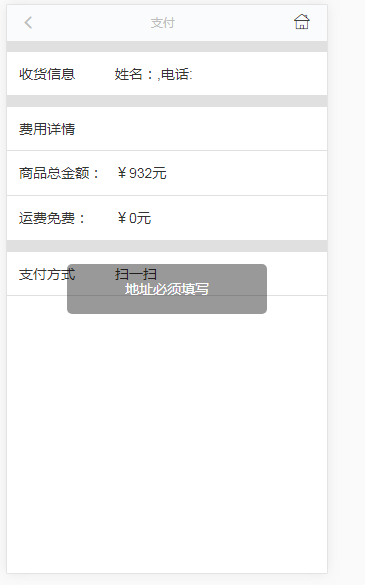 支付
收货信息 姓名：,电话:
费用详情
商品总金额： ￥932元
运费免费： ￥0元
支付方式 扫一扫
地址必须填写